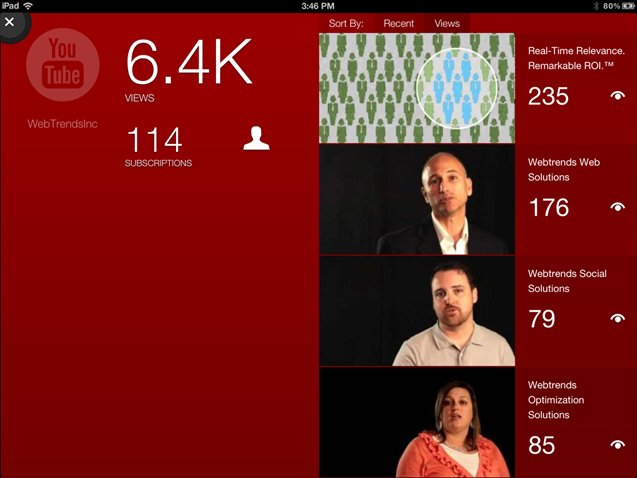 iPad
3:46 PM
80%
You
Tube
WebTrendsInc
6.4K
VIEWS
114
SUBSCRIPTIONS
Sort By: Recent Views
Real-Time Relevance.
Remarkable ROI.™
235
Webtrends Web
Solutions
176
Webtrends Social
Solutions
79
Webtrends
Optimization
Solutions
85